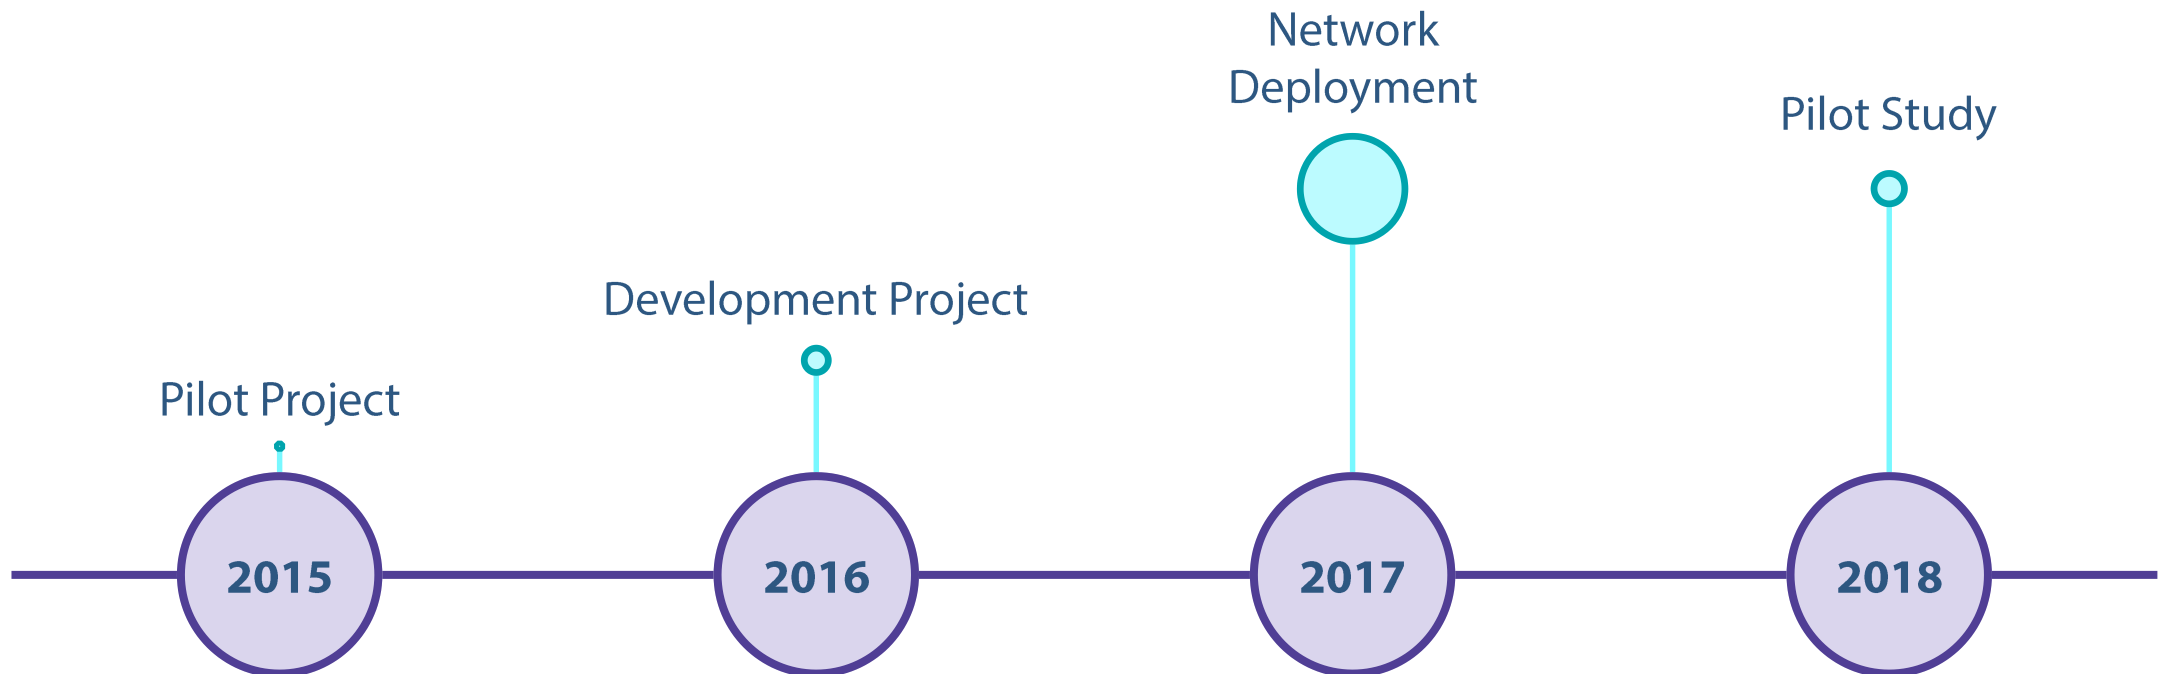 Network
Deployment
Pilot Study
Development Project
Pilot Project
2015
2016
2017
2018